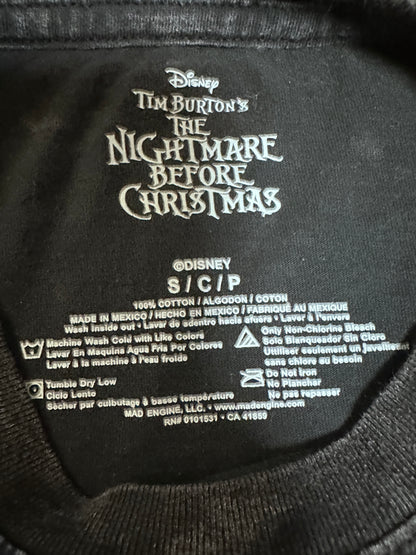 Disney
TIM BURTON'S
THE
NIGHTMARE
BEFORE
CHRISTMAS
©DISNEY
S / C / P
100% COTTON / ALGODON / COTON
MADE IN MEXICO / HECHO EN MEXICO / FABRIQUE AU MEXIQUE
Wash Inside out • Lavar de adentro hacia afuera • Laver à l'envers
Machine Wash Cold with Like Colors
Lavar En Maquina Agua Fria Por Colores
Laver à la machine à l'eau froide
Only Non-Chlorine Bleach
Solo Blanqueador Sin Cloro
Utiliser seulement un javellisant
sans chlore au besoin
Tumble Dry Low
Ciclo Lento
Sécher par culbutage à basse température
Do Not Iron
No Planchar
Ne pas repasser
MAD ENGINE, LLC. • www.madengine.com
RN# 0101531 • CA 41859